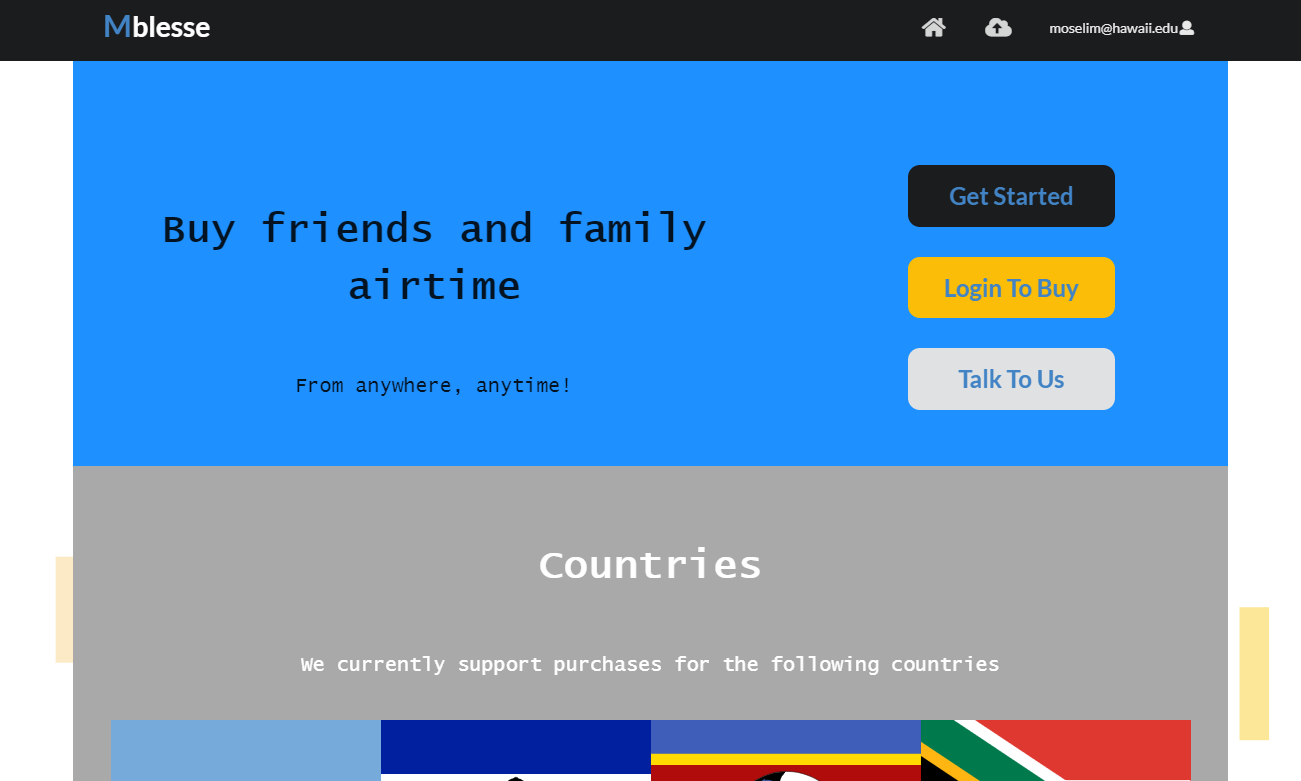 Mblesse
moselim@hawaii.edu
Get Started
Buy friends and family
airtime
Login To Buy
Talk To Us
From anywhere, anytime!
Countries
We currently support purchases for the following countries